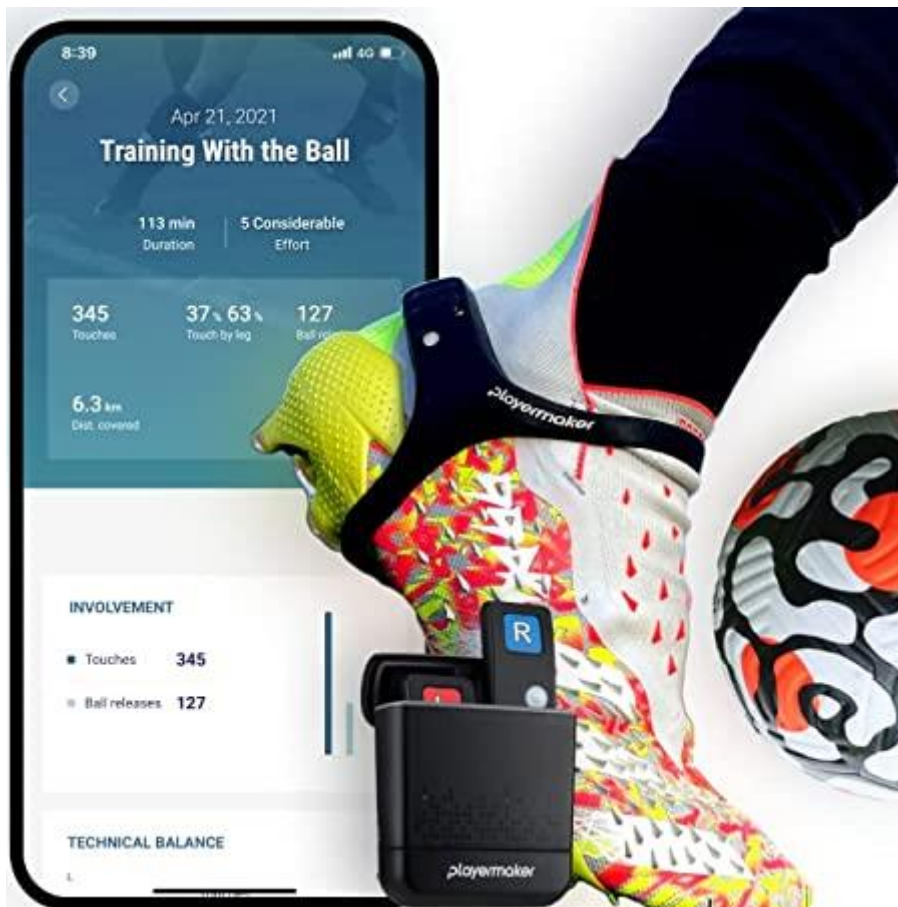 8:39
4G
Apr 21, 2021
Training With the Ball
113 min
Duration
5 Considerable
Effort
345
Touches
37% 63%
Touch by leg
127
Ball
6.3 km
Dist. covered
playermaker
INVOLVEMENT
Touches 345
Ball releases 127
R
TECHNICAL BALANCE
L
playermaker